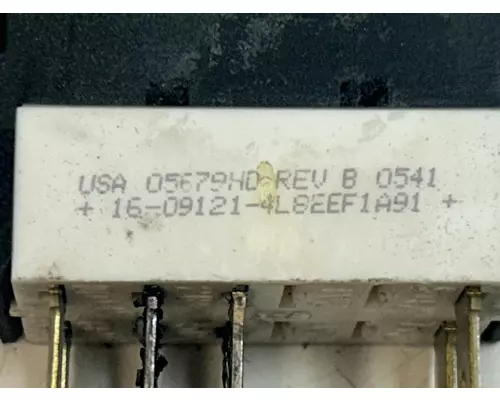 USA 05679HD REV B 0541
+ 16-09121-4L8EEF1A91 +